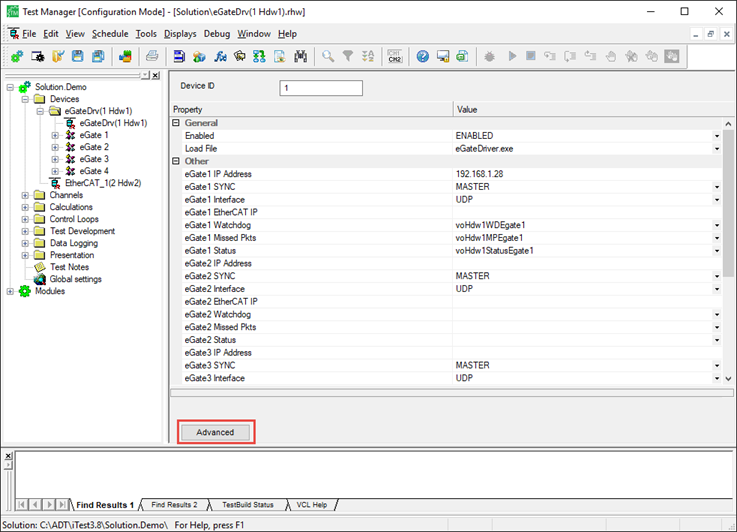 Test Manager [Configuration Mode] - [Solution\eGateDrv(1 Hdw1).rhw]
File Edit View Schedule Tools Displays Debug Window Help
CH1
CH2
Solution.Demo
Devices
eGateDrv(1 Hdw1)
eGateDrv(1 Hdw1)
eGate 1
eGate 2
eGate 3
eGate 4
EtherCAT_1(2 Hdw2)
Channels
Calculations
Control Loops
Test Development
Data Logging
Presentation
Test Notes
Global settings
Modules
Device ID 1
Property Value
General
Enabled ENABLED
Load File eGateDriver.exe
Other
eGate1 IP Address 192.168.1.28
eGate1 SYNC MASTER
eGate1 Interface UDP
eGate1 EtherCAT IP
eGate1 Watchdog voHdw1WDEgate1
eGate1 Missed Pkts voHdw1MPEgate1
eGate1 Status voHdw1StatusEgate1
eGate2 IP Address
eGate2 SYNC MASTER
eGate2 Interface UDP
eGate2 EtherCAT IP
eGate2 Watchdog
eGate2 Missed Pkts
eGate2 Status
eGate3 IP Address
eGate3 SYNC MASTER
eGate3 Interface UDP
Advanced
Find Results 1 Find Results 2 TestBuild Status VCL Help
Solution: C:\ADT\iTest3.8\Solution.Demo\ For Help, press F1